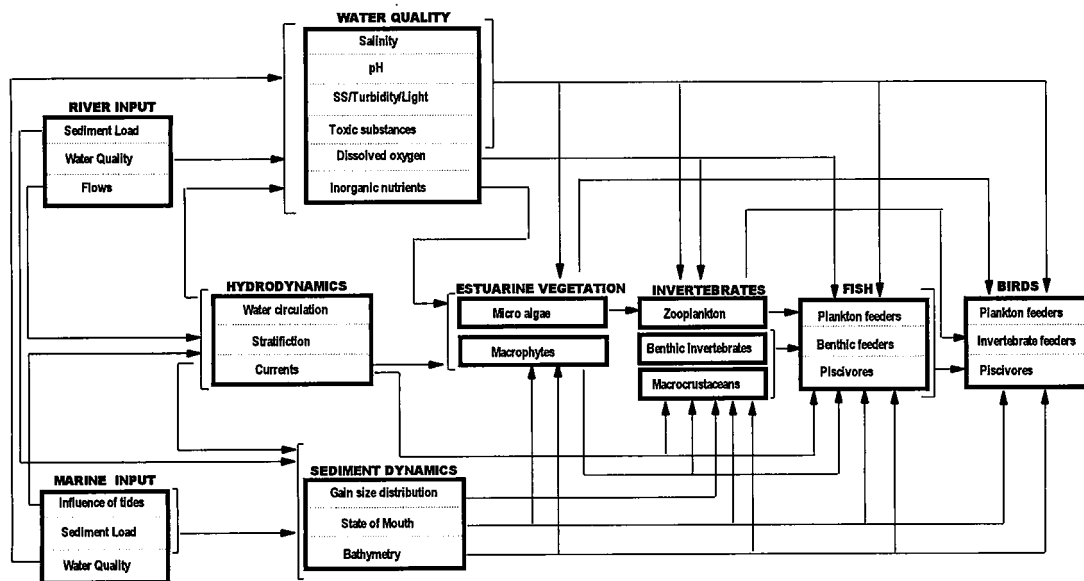 WATER QUALITY
Salinity
pH
SS/Turbidity/Light
Toxic substances
Dissolved oxygen
Inorganic nutrients
RIVER INPUT
Sediment Load
Water Quality
Flows
HYDRODYNAMICS
Water circulation
Stratifiction
Currents
ESTUARINE VEGETATION
Micro algae
Macrophytes
INVERTEBRATES
Zooplankton
Benthic Invertebrates
Macrocrustaceans
FISH
Plankton feeders
Benthic feeders
Piscivores
BIRDS
Plankton feeders
Invertebrate feeders
Piscivores
SEDIMENT DYNAMICS
Gain size distribution
State of Mouth
Bathymetry
MARINE INPUT
Influence of tides
Sediment Load
Water Quality